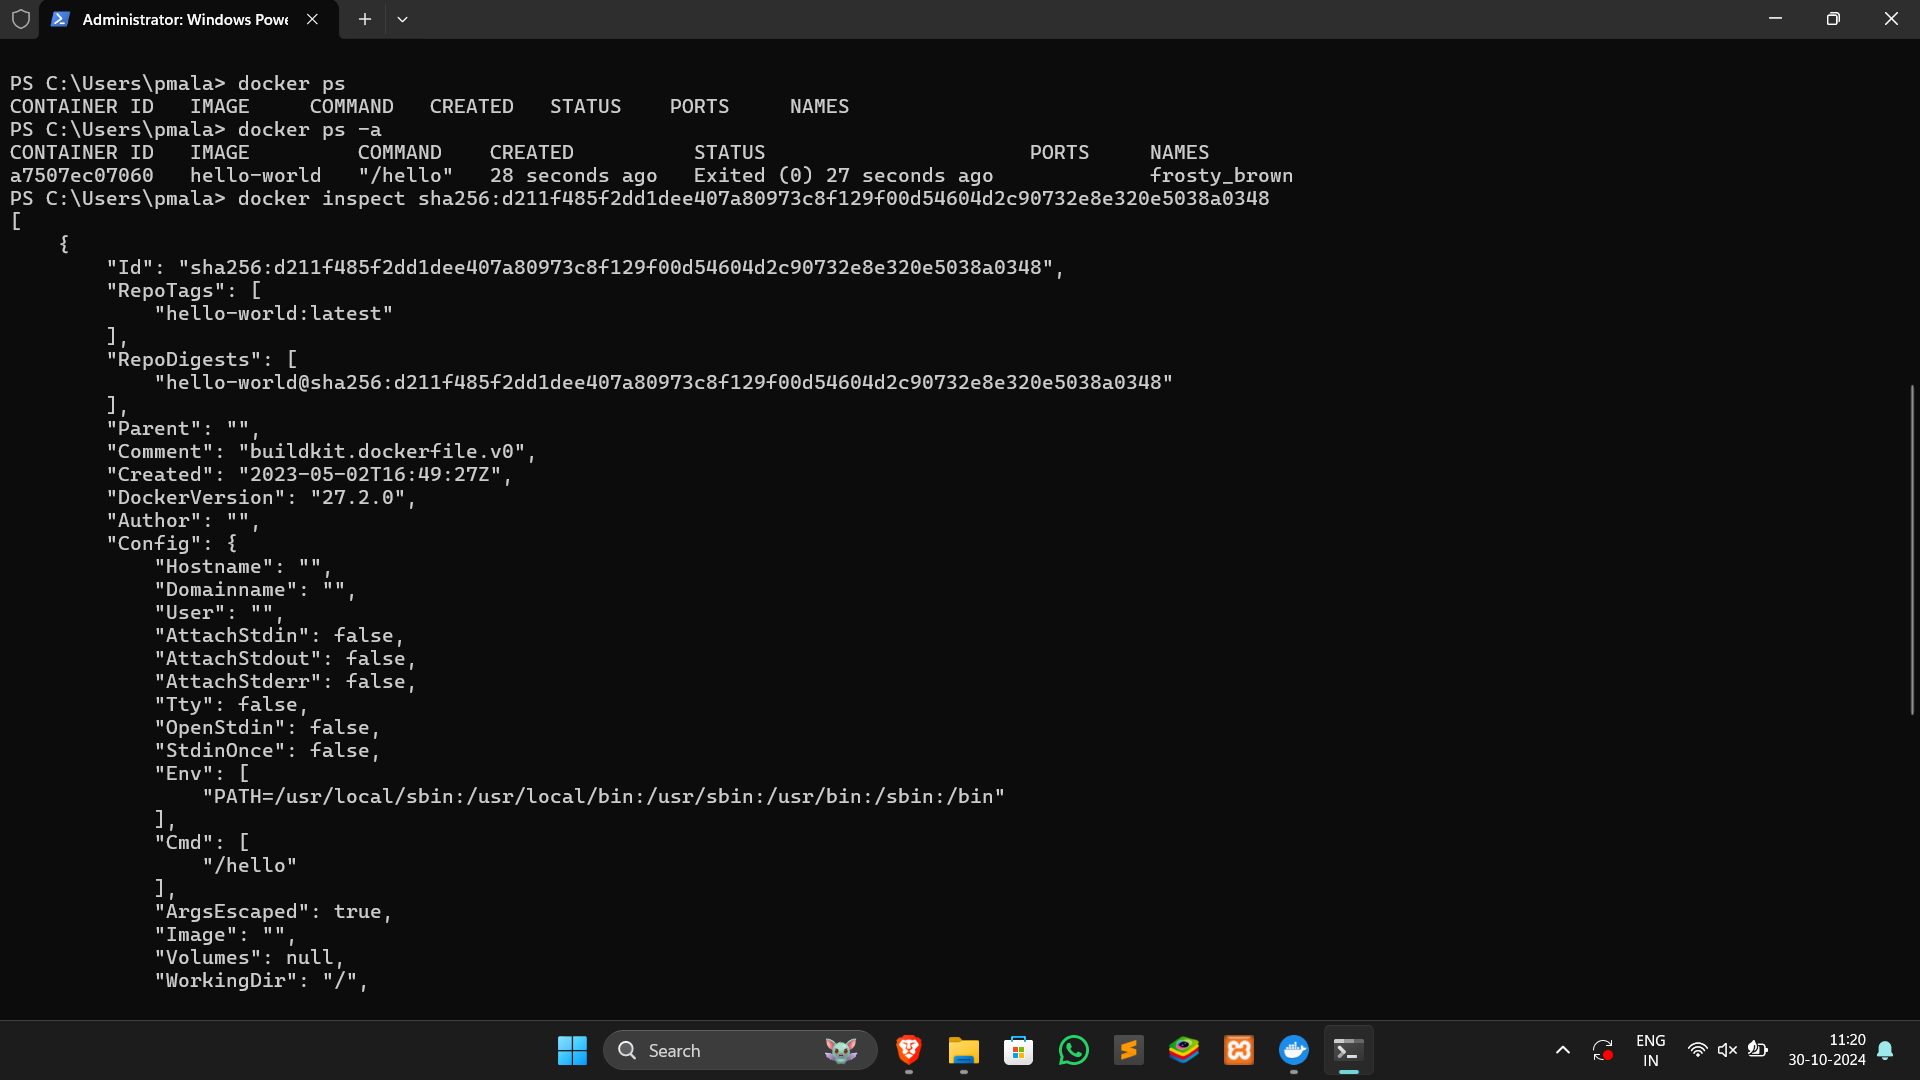 Administrator: Windows Powe
PS C:\Users\pmala> docker ps
CONTAINER ID   IMAGE     COMMAND   CREATED   STATUS    PORTS     NAMES
PS C:\Users\pmala> docker ps -a
CONTAINER ID   IMAGE         COMMAND    CREATED          STATUS                      PORTS     NAMES
a7507ec07060   hello-world   "/hello"   28 seconds ago   Exited (0) 27 seconds ago             frosty_brown
PS C:\Users\pmala> docker inspect sha256:d211f485f2dd1dee407a80973c8f129f00d54604d2c90732e8e320e5038a0348
[
    {
        "Id": "sha256:d211f485f2dd1dee407a80973c8f129f00d54604d2c90732e8e320e5038a0348",
        "RepoTags": [
            "hello-world:latest"
        ],
        "RepoDigests": [
            "hello-world@sha256:d211f485f2dd1dee407a80973c8f129f00d54604d2c90732e8e320e5038a0348"
        ],
        "Parent": "",
        "Comment": "buildkit.dockerfile.v0",
        "Created": "2023-05-02T16:49:27Z",
        "DockerVersion": "27.2.0",
        "Author": "",
        "Config": {
            "Hostname": "",
            "Domainname": "",
            "User": "",
            "AttachStdin": false,
            "AttachStdout": false,
            "AttachStderr": false,
            "Tty": false,
            "OpenStdin": false,
            "StdinOnce": false,
            "Env": [
                "PATH=/usr/local/sbin:/usr/local/bin:/usr/sbin:/usr/bin:/sbin:/bin"
            ],
            "Cmd": [
                "/hello"
            ],
            "ArgsEscaped": true,
            "Image": "",
            "Volumes": null,
            "WorkingDir": "/",
Search
ENG
IN
11:20
30-10-2024